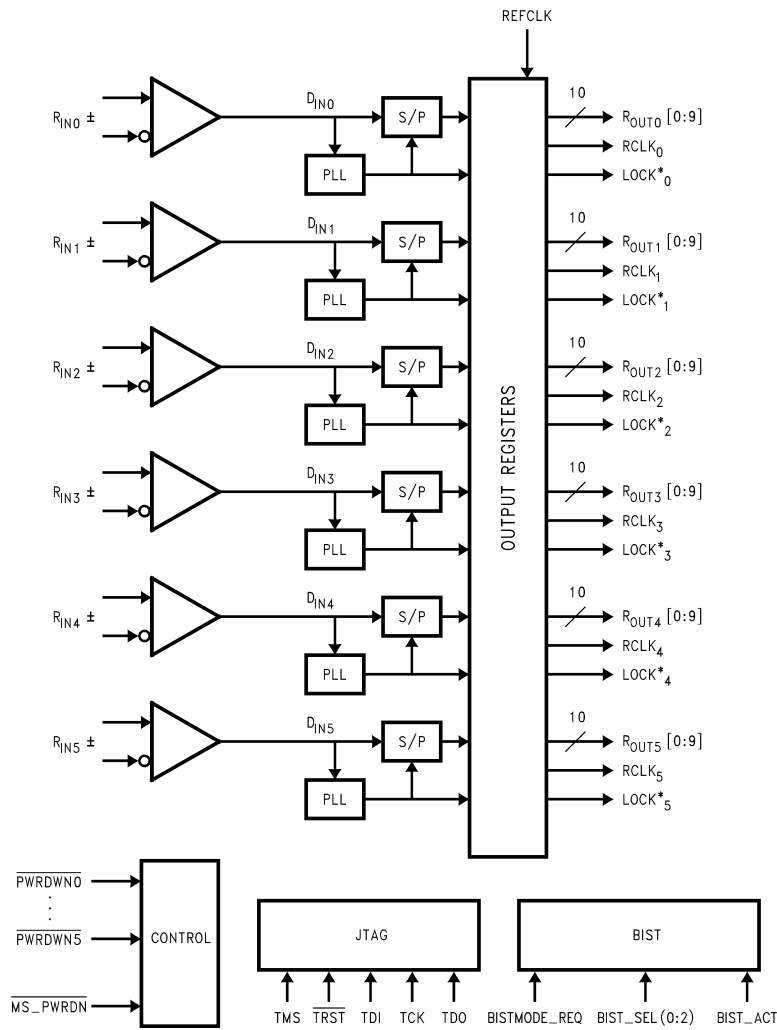 REFCLK
R_IN0 ± D_IN0 S/P 10 R_OUT0 [0:9]
RCLK_0
PLL LOCK*_0
R_IN1 ± D_IN1 S/P 10 R_OUT1 [0:9]
RCLK_1
PLL LOCK*_1
R_IN2 ± D_IN2 S/P 10 R_OUT2 [0:9]
RCLK_2
PLL LOCK*_2
OUTPUT REGISTERS
R_IN3 ± D_IN3 S/P 10 R_OUT3 [0:9]
RCLK_3
PLL LOCK*_3
R_IN4 ± D_IN4 S/P 10 R_OUT4 [0:9]
RCLK_4
PLL LOCK*_4
R_IN5 ± D_IN5 S/P 10 R_OUT5 [0:9]
RCLK_5
PLL LOCK*_5
PWRDWN0
PWRDWN5
MS_PWRDN
CONTROL
JTAG
TMS TRST TDI TCK TDO
BIST
BISTMODE_REQ BIST_SEL(0:2) BIST_ACT